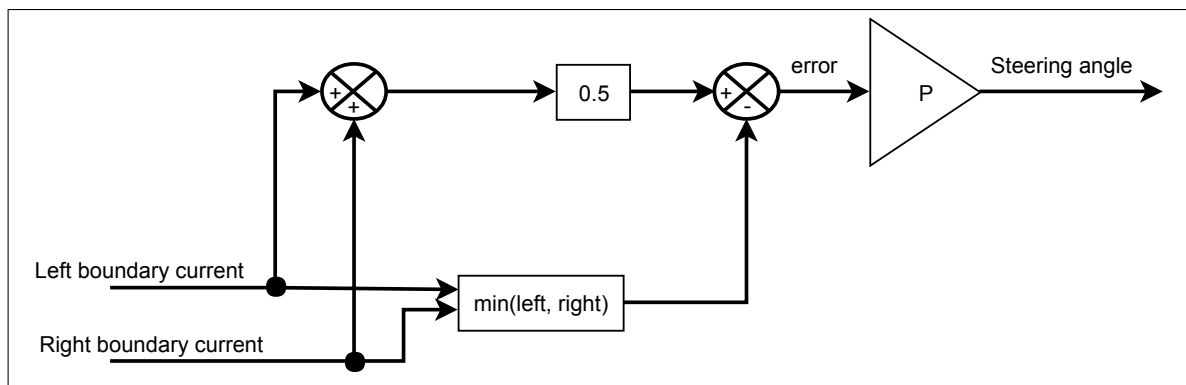 error
Steering angle
+
+
0.5
+
-
P
Left boundary current
min(left, right)
Right boundary current